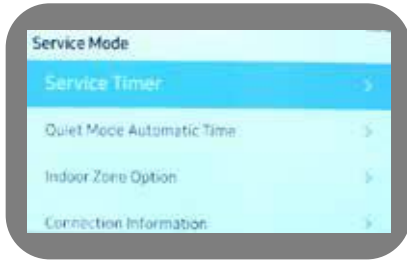 Service Mode
Service Timer
Quiet Mode Automatic Time
Indoor Zone Option
Connection Information